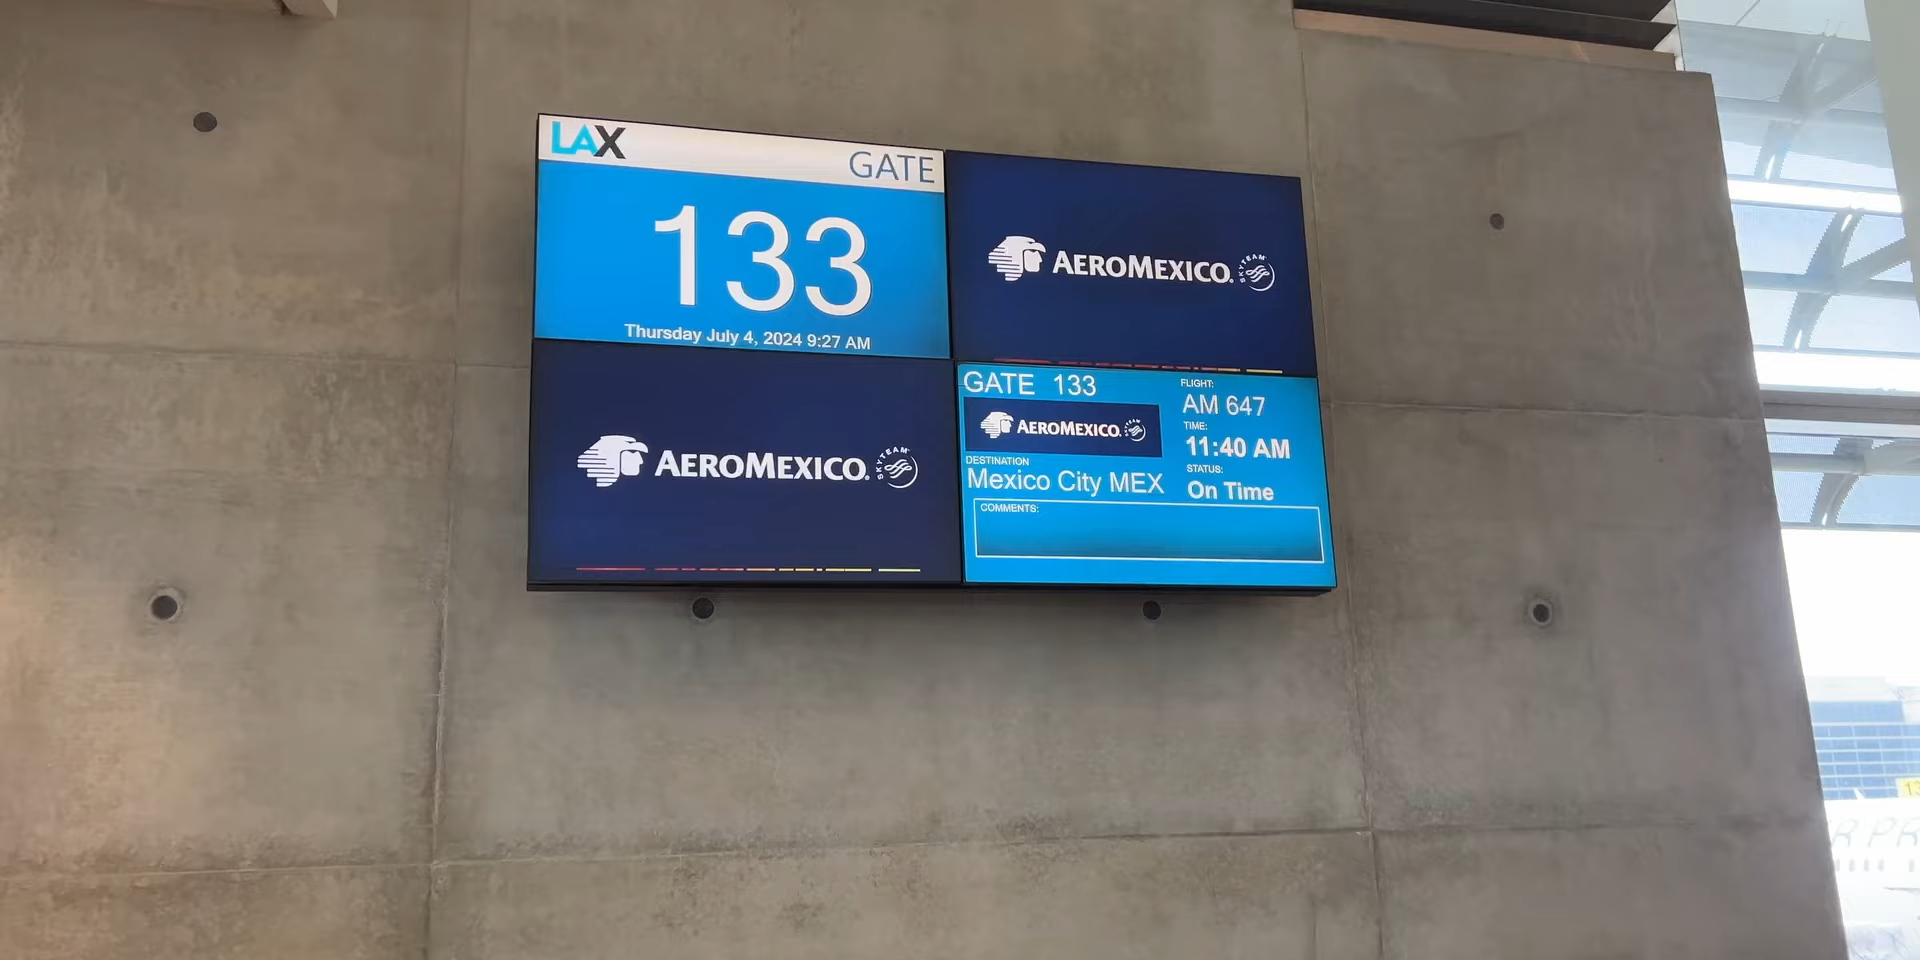 LAX
GATE
133
Thursday July 4, 2024 9:27 AM
AEROMEXICO.
SKYTEAM
AEROMEXICO.
SKYTEAM
GATE 133
AEROMEXICO.
SKYTEAM
DESTINATION
Mexico City MEX
FLIGHT:
AM 647
TIME:
11:40 AM
STATUS:
On Time
COMMENTS: